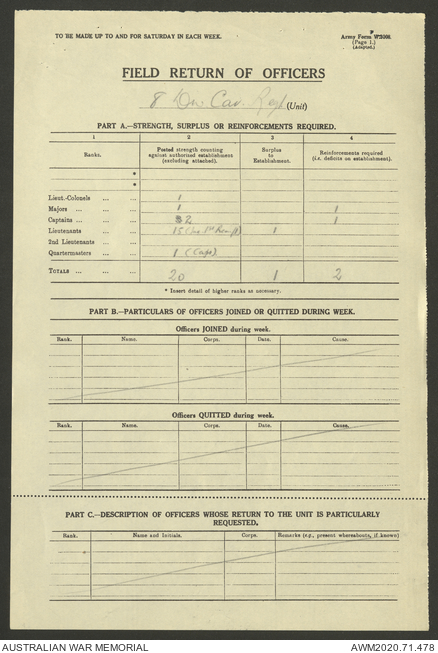 TO BE MADE UP TO AND FOR SATURDAY IN EACH WEEK.
Army Form
(Page 1.)
(Adapted.)
FIELD RETURN OF OFFICERS
8 Div Cav Regt (Unit)
PART A.—STRENGTH, SURPLUS OR REINFORCEMENTS REQUIRED.
1 2 3 4
Ranks. Posted strength counting against authorised establishment (excluding attached). Surplus to Establishment. Reinforcements required (i.e. deficits on establishment).
*
*
Lieut.-Colonels ... ... 1
Majors ... ... ... 1 1
Captains ... ... ... 2 1
Lieutenants ... 15 1
2nd Lieutenants ... ...
Quartermasters ... ... 1 (Capt)
TOTALS ... ... ... 20 1 2
* Insert detail of higher ranks as necessary.
PART B.—PARTICULARS OF OFFICERS JOINED OR QUITTED DURING WEEK.
Officers JOINED during week.
Rank. Name. Corps. Date. Cause.
Officers QUITTED during week.
Rank. Name. Corps. Date. Cause.
PART C.—DESCRIPTION OF OFFICERS WHOSE RETURN TO THE UNIT IS PARTICULARLY
REQUESTED.
Rank. Name and Initials. Corps. Remarks (e.g., present whereabouts, if known)
AUSTRALIAN WAR MEMORIAL AWM2020.71.478